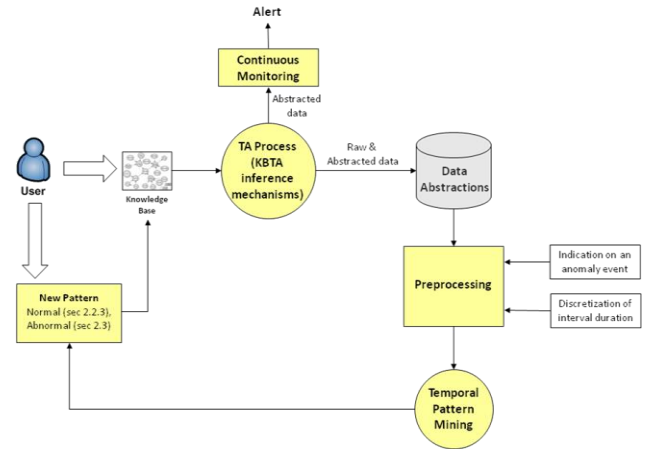 Alert
Continuous
Monitoring
Abstracted
data
TA Process
(KBTA
inference
mechanisms)
Raw &
Abstracted data
Data
Abstractions
User
Knowledge
Base
Preprocessing
Indication on an
anomaly event
Discretization of
interval duration
New Pattern
Normal (sec 2.2.3),
Abnormal (sec 2.3)
Temporal
Pattern
Mining